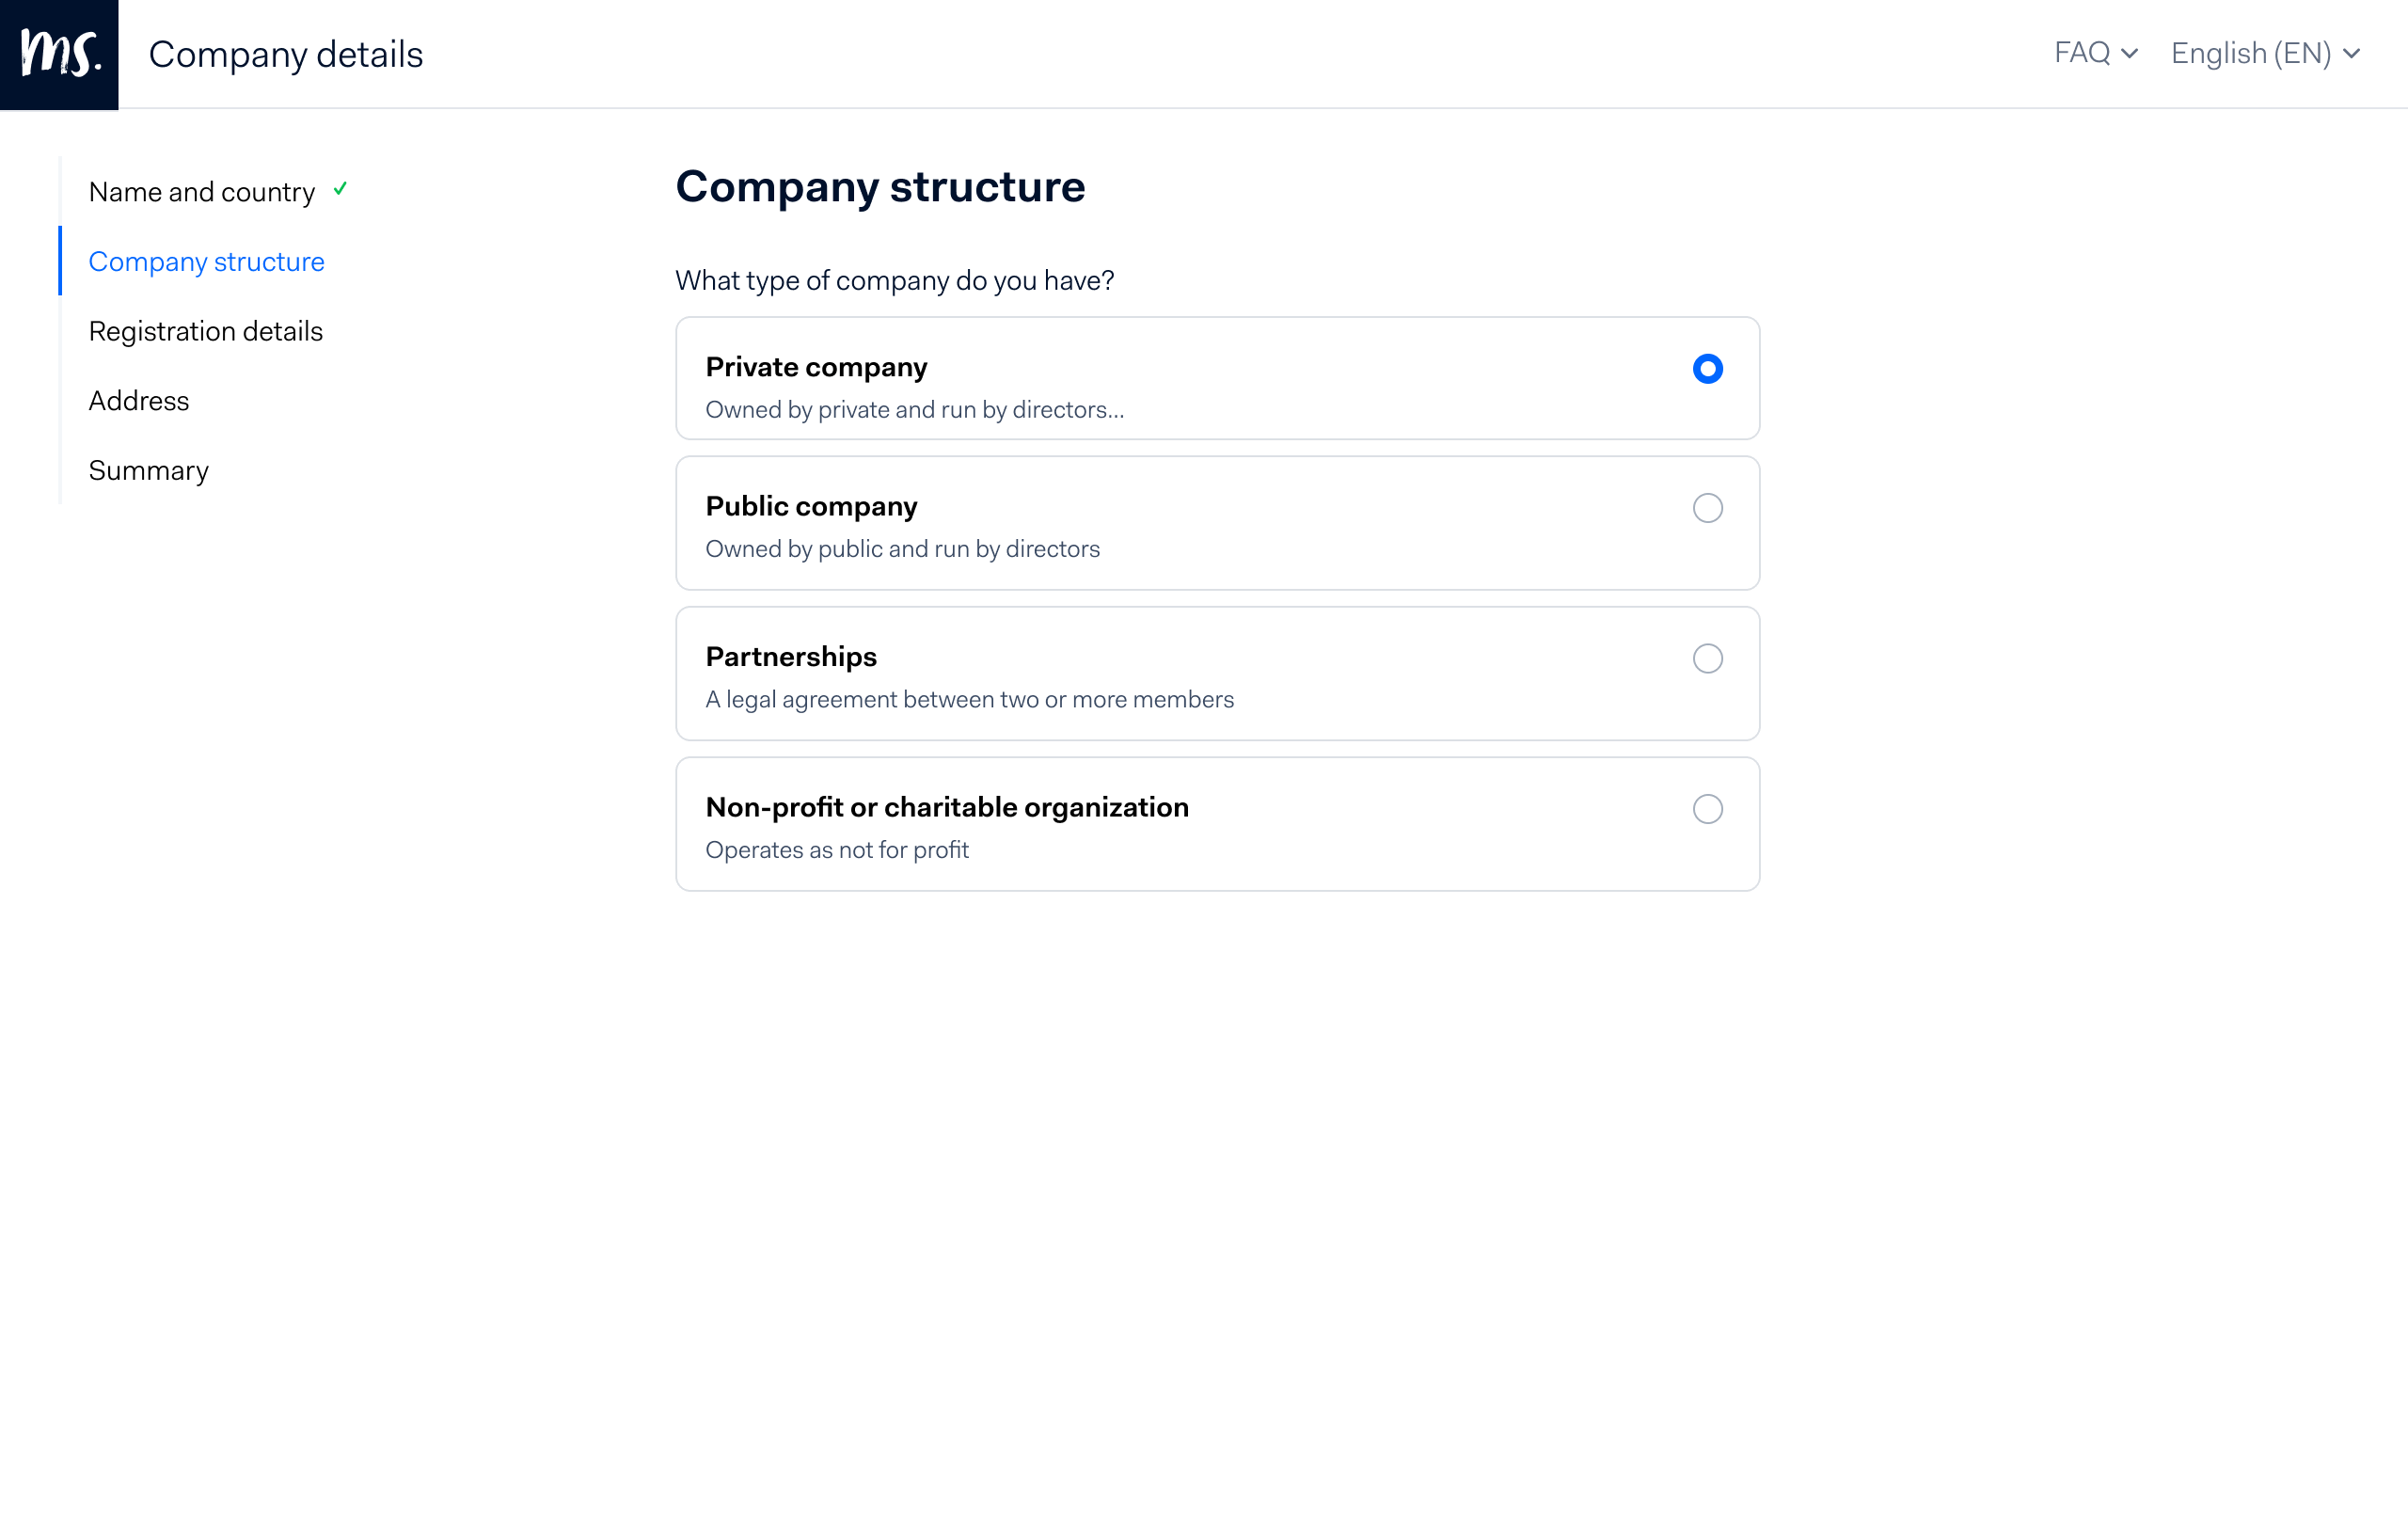 ms.
Company details
FAQ
English (EN)
Name and country
Company structure
Registration details
Address
Summary
Company structure
What type of company do you have?
Private company
Owned by private and run by directors...
Public company
Owned by public and run by directors
Partnerships
A legal agreement between two or more members
Non-profit or charitable organization
Operates as not for profit